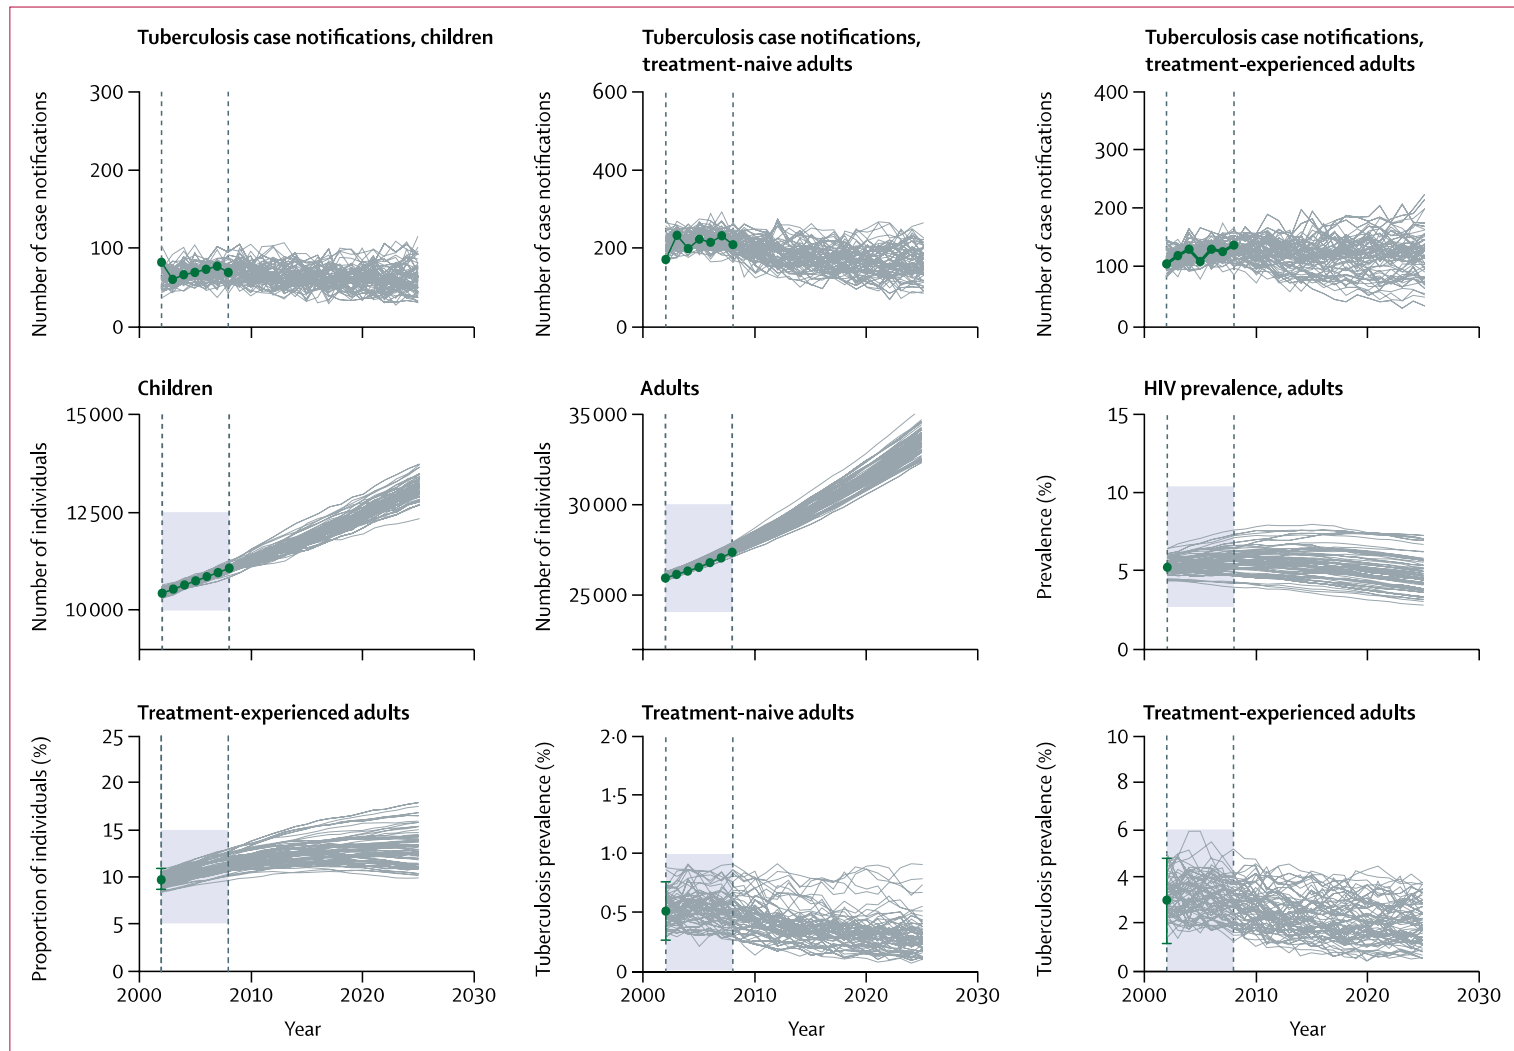 Tuberculosis case notifications, children
Number of case notifications
300
200
100
0
Tuberculosis case notifications,
treatment-naive adults
Number of case notifications
600
400
200
0
Tuberculosis case notifications,
treatment-experienced adults
Number of case notifications
400
300
200
100
0
Children
Number of individuals
15 000
12 500
10 000
Adults
Number of individuals
35 000
30 000
25 000
HIV prevalence, adults
Prevalence (%)
15
10
5
0
Treatment-experienced adults
Proportion of individuals (%)
25
20
15
10
5
0
2000 2010 2020 2030
Year
Treatment-naive adults
Tuberculosis prevalence (%)
2·0
1·5
1·0
0·5
0
2000 2010 2020 2030
Year
Treatment-experienced adults
Tuberculosis prevalence (%)
10
8
6
4
2
0
2000 2010 2020 2030
Year